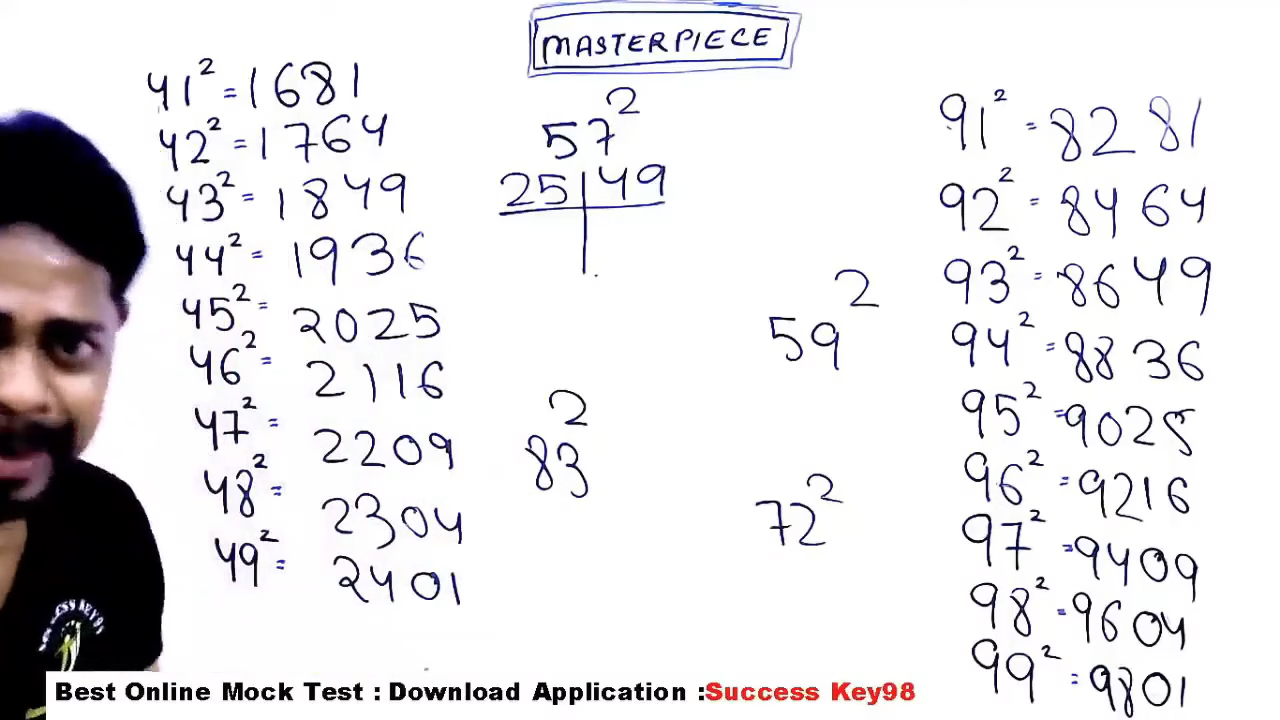 MASTERPIECE
41² = 1681
42² = 1764
43² = 1849
44² = 1936
45² = 2025
46² = 2116
47² = 2209
48² = 2304
49² = 2401
57²
25|49
83²
59²
72²
91² = 8281
92² = 8464
93² = 8649
94² = 8836
95² = 9025
96² = 9216
97² = 9409
98² = 9604
99² = 9801
Best Online Mock Test : Download Application :Success Key98